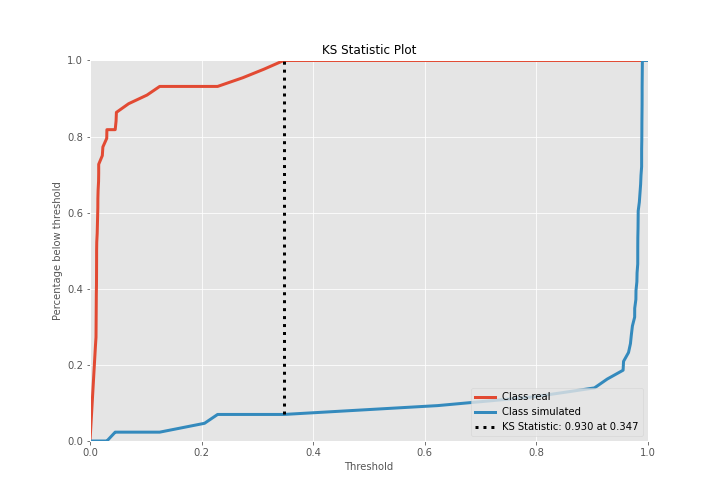 KS Statistic Plot
1.0
0.8
0.6
0.4
0.2
0.0
Percentage below threshold
0.0 0.2 0.4 0.6 0.8 1.0
Threshold
Class real
Class simulated
KS Statistic: 0.930 at 0.347